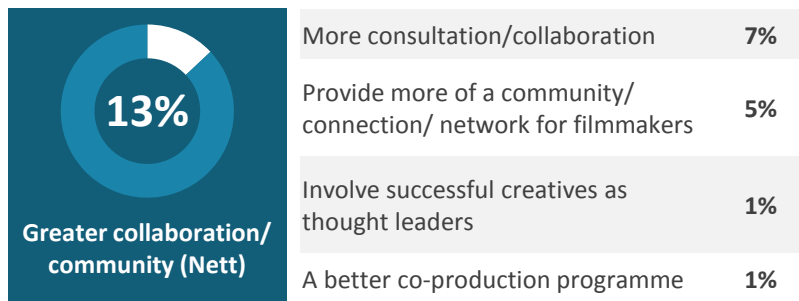 13%
Greater collaboration/
community (Nett)
More consultation/collaboration 7%
Provide more of a community/
connection/ network for filmmakers 5%
Involve successful creatives as
thought leaders 1%
A better co-production programme 1%